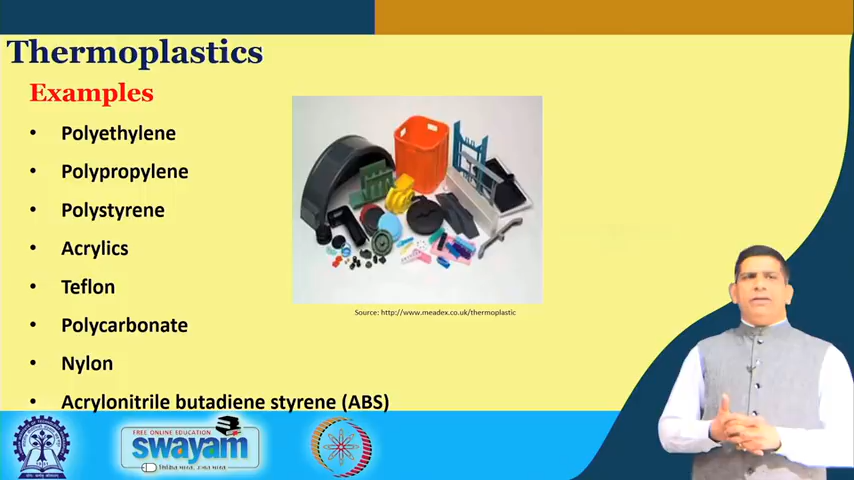 Thermoplastics
Examples
• Polyethylene
• Polypropylene
• Polystyrene
• Acrylics
• Teflon
• Polycarbonate
• Nylon
• Acrylonitrile butadiene styrene (ABS)
Source: http://www.meadex.co.uk/thermoplastic
FREE ONLINE EDUCATION
swayam